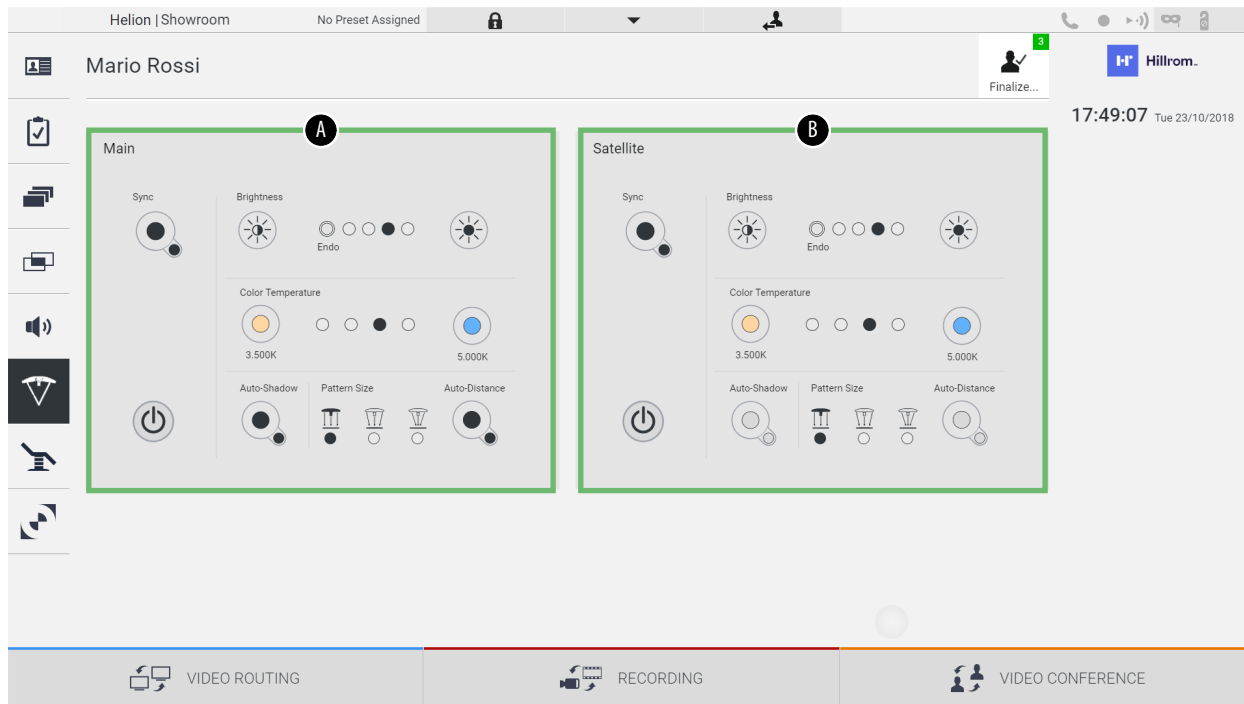 Helion | Showroom No Preset Assigned
Mario Rossi
3
Finalize...
H·r Hillrom™
17:49:07 Tue 23/10/2018
A
B
Main
Sync
Brightness
Endo
Color Temperature
3.500K
5.000K
Auto-Shadow
Pattern Size
Auto-Distance
Satellite
Sync
Brightness
Endo
Color Temperature
3.500K
5.000K
Auto-Shadow
Pattern Size
Auto-Distance
VIDEO ROUTING
RECORDING
VIDEO CONFERENCE